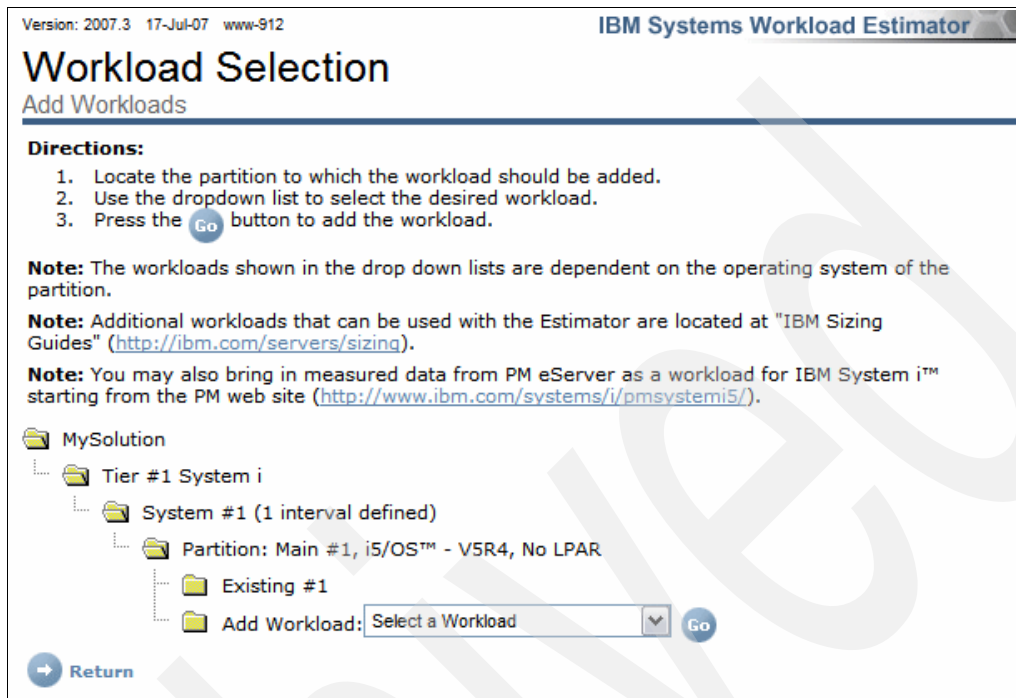 Version: 2007.3 17-Jul-07 www-912
IBM Systems Workload Estimator
Workload Selection
Add Workloads
Directions:
1. Locate the partition to which the workload should be added.
2. Use the dropdown list to select the desired workload.
3. Press the Go button to add the workload.
Note: The workloads shown in the drop down lists are dependent on the operating system of the
partition.
Note: Additional workloads that can be used with the Estimator are located at "IBM Sizing
Guides" (http://ibm.com/servers/sizing).
Note: You may also bring in measured data from PM eServer as a workload for IBM System i™
starting from the PM web site (http://www.ibm.com/systems/i/pmsystemi5/).
MySolution
Tier #1 System i
System #1 (1 interval defined)
Partition: Main #1, i5/OS™ - V5R4, No LPAR
Existing #1
Add Workload: Select a Workload Go
Return